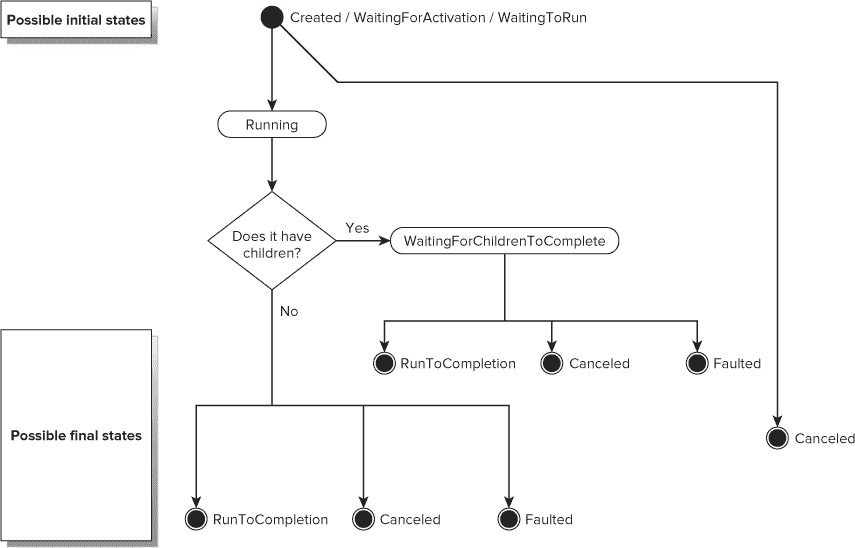 Possible initial states
Created / WaitingForActivation / WaitingToRun
Running
Does it have
children?
Yes
WaitingForChildrenToComplete
No
RunToCompletion
Canceled
Faulted
Possible final states
Canceled
RunToCompletion
Canceled
Faulted